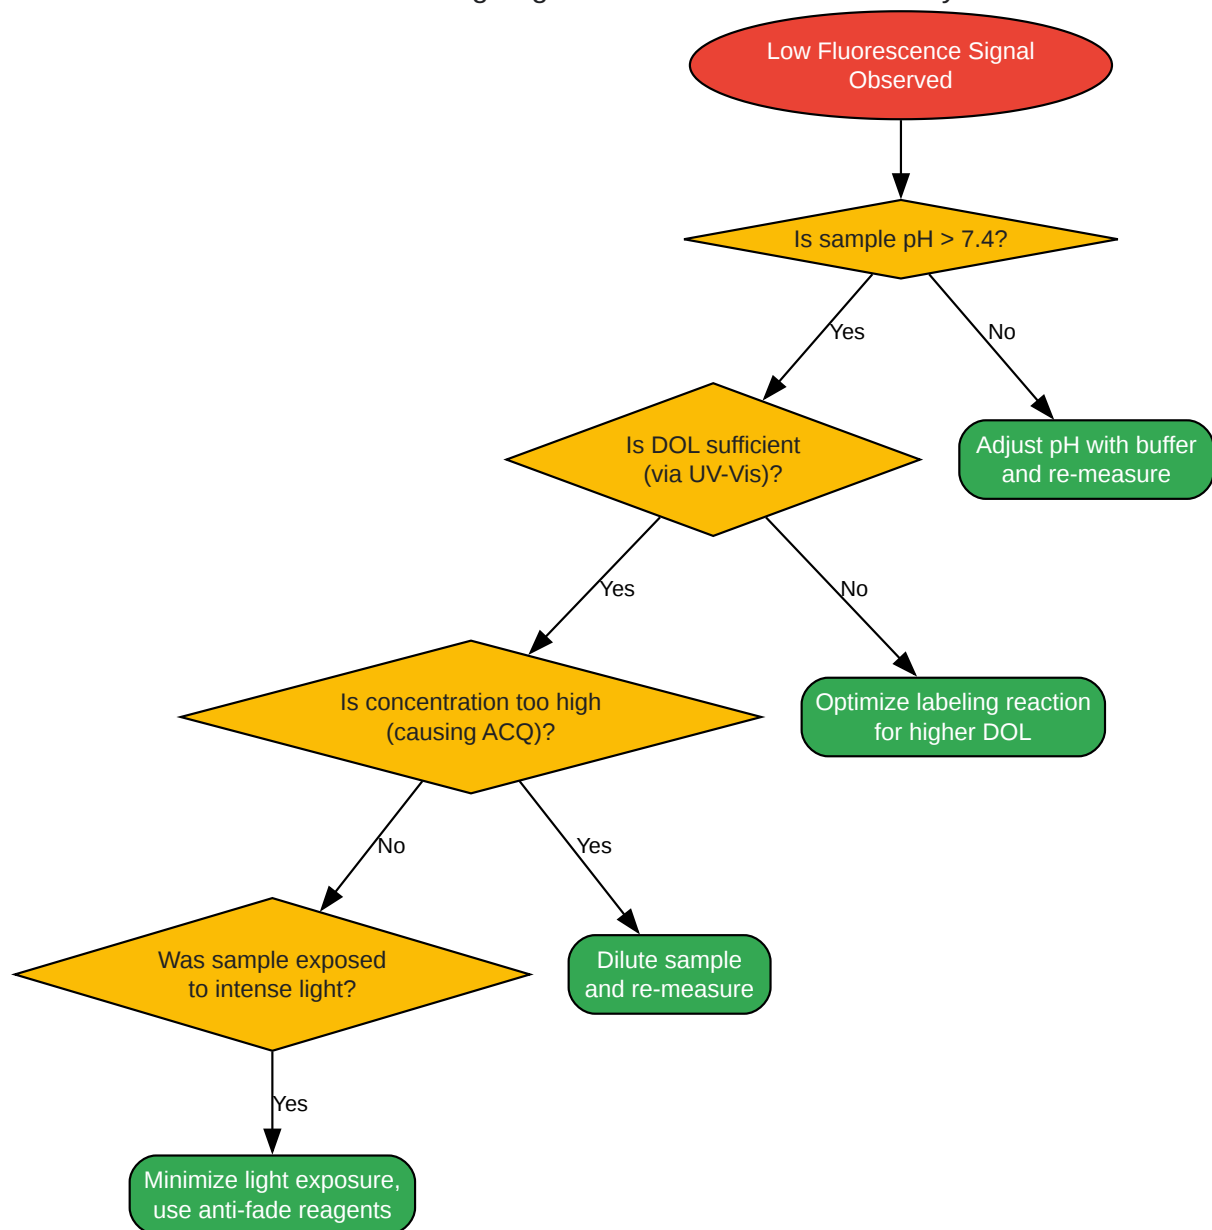 Low Fluorescence Signal
Observed
Is sample pH > 7.4?
Yes
No
Is DOL sufficient
(via UV-Vis)?
Adjust pH with buffer
and re-measure
Yes
No
Is concentration too high
(causing ACQ)?
Optimize labeling reaction
for higher DOL
No
Yes
Was sample exposed
to intense light?
Dilute sample
and re-measure
Yes
Minimize light exposure,
use anti-fade reagents